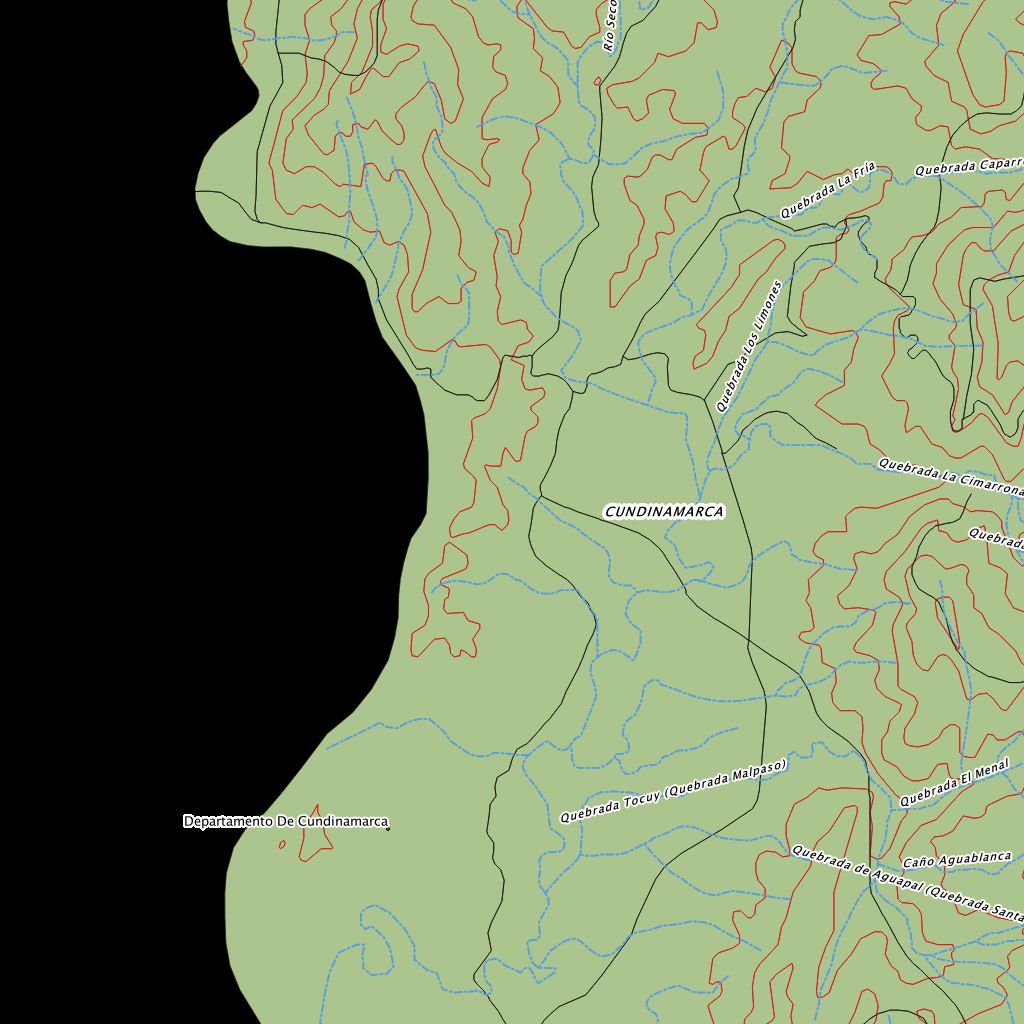 Río Seco
Quebrada La Fría
Quebrada Caparr
Quebrada Los Limones
Quebrada La Cimarrona
CUNDINAMARCA
Quebrada
Quebrada El Menal
Quebrada Tocuy (Quebrada Malpaso)
Departamento De Cundinamarca
Quebrada de Aguapal (Quebrada Santa
Caño Aguablanca